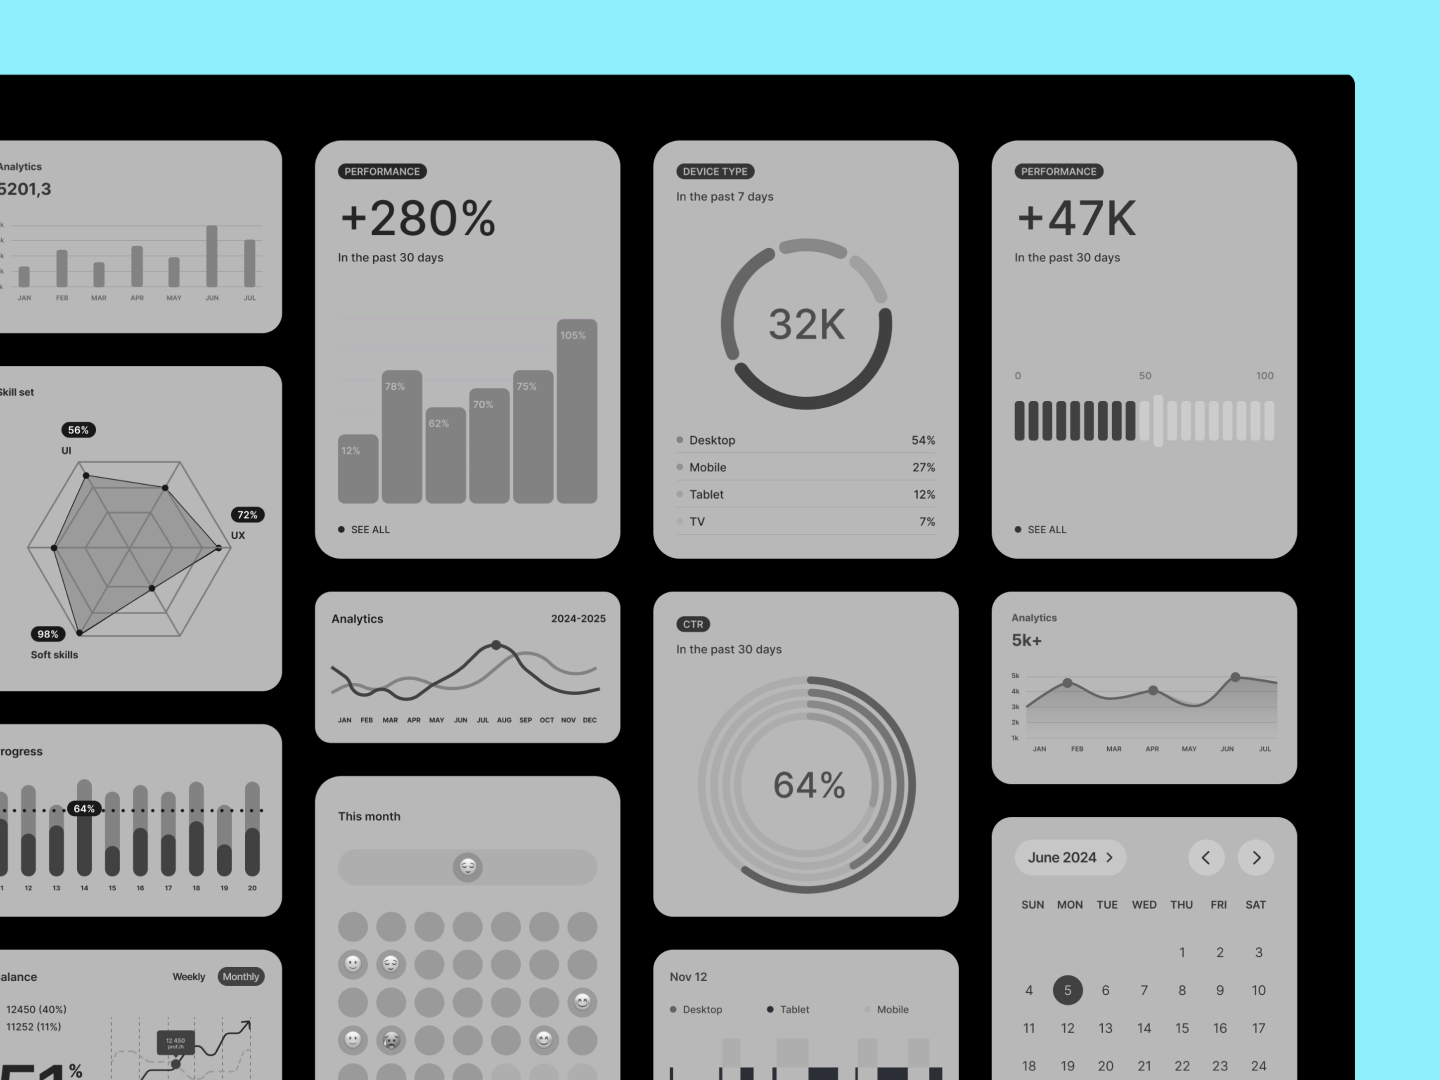 Analytics
5201,3
JAN FEB MAR APR MAY JUN JUL
Skill set
56%
UI
72%
UX
98%
Soft skills
rogress
64%
12 13 14 15 16 17 18 19 20
alance
Weekly Monthly
12450 (40%)
11252 (11%)
12 450
51%
PERFORMANCE
+280%
In the past 30 days
105%
78%
75%
70%
62%
12%
SEE ALL
Analytics 2024-2025
JAN FEB MAR APR MAY JUN JUL AUG SEP OCT NOV DEC
This month
DEVICE TYPE
In the past 7 days
32K
Desktop 54%
Mobile 27%
Tablet 12%
TV 7%
CTR
In the past 30 days
64%
Nov 12
Desktop Tablet Mobile
PERFORMANCE
+47K
In the past 30 days
0 50 100
SEE ALL
Analytics
5k+
5k
4k
3k
2k
1k
JAN FEB MAR APR MAY JUN JUL
June 2024
SUN MON TUE WED THU FRI SAT
1 2 3
4 5 6 7 8 9 10
11 12 13 14 15 16 17
18 19 20 21 22 23 24